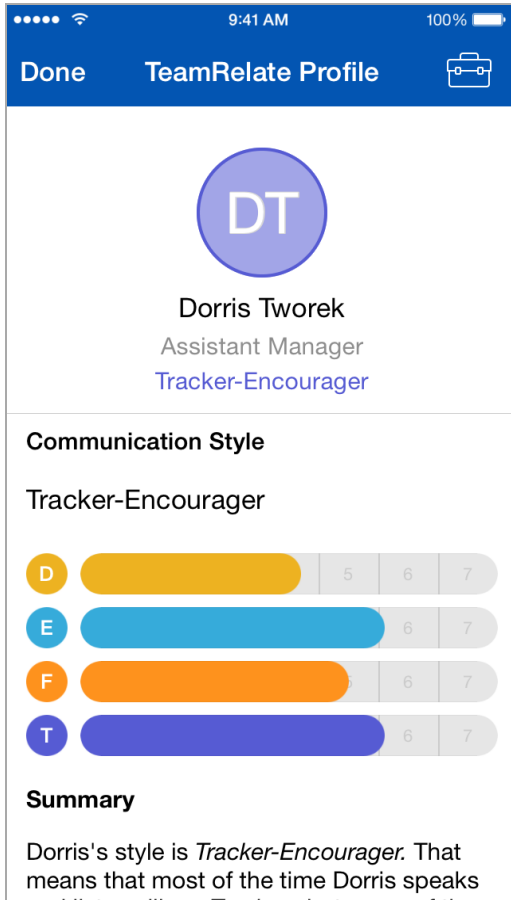 9:41 AM
100%
Done
TeamRelate Profile
DT
Dorris Tworek
Assistant Manager
Tracker-Encourager
Communication Style
Tracker-Encourager
D 5 6 7
E 6 7
F 6 7
T 6 7
Summary
Dorris's style is Tracker-Encourager. That
means that most of the time Dorris speaks